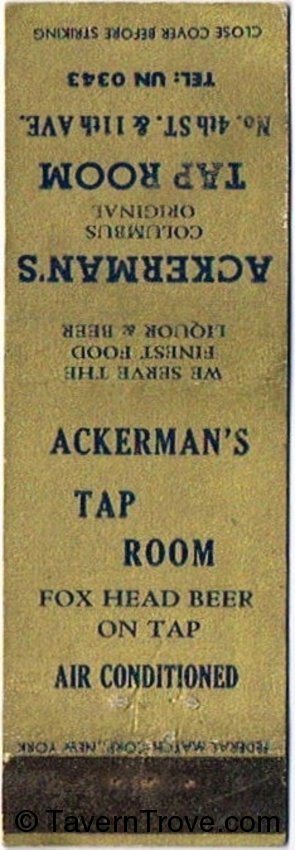 CLOSE COVER BEFORE STRIKING
TEL: UN 0343
No. 4th ST. & 11th AVE.
TAP ROOM
ORIGINAL
COLUMBUS
ACKERMAN'S
LIQUOR & BEER
FINEST FOOD
WE SERVE THE
ACKERMAN'S
TAP
ROOM
FOX HEAD BEER
ON TAP
AIR CONDITIONED
FEDERAL MATCH CORP., NEW YORK
© TavernTrove.com